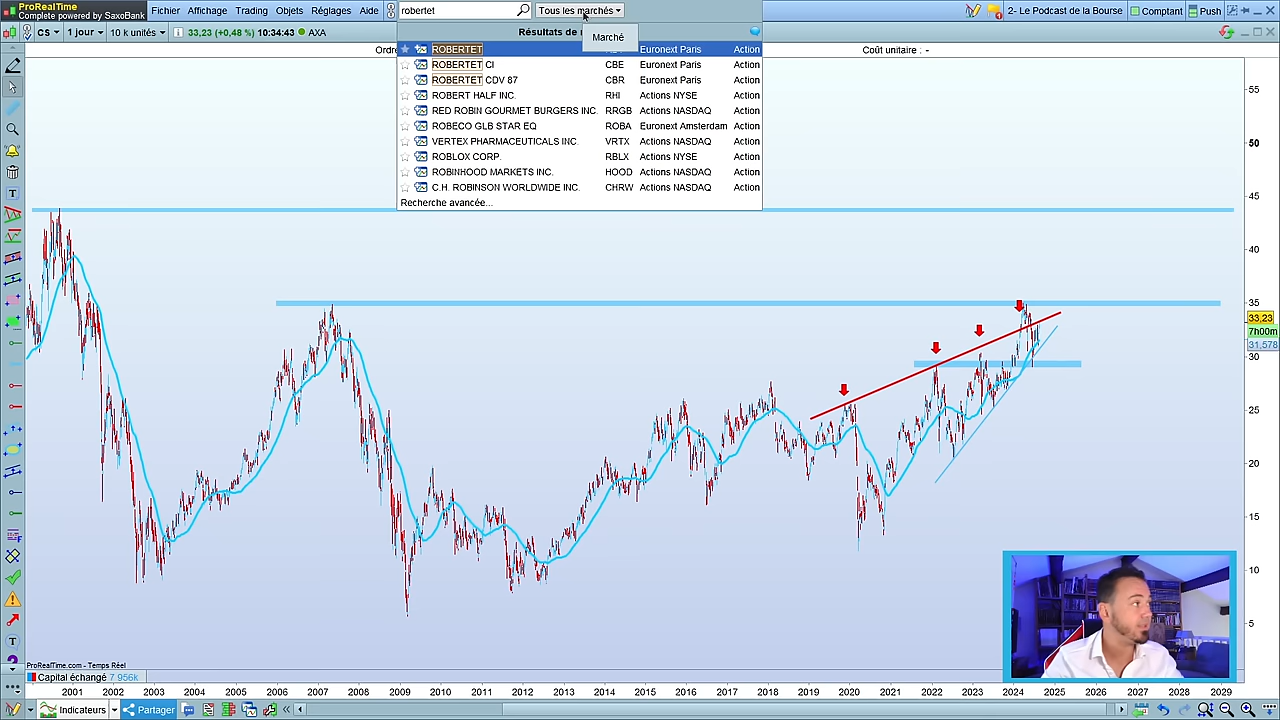 ProRealTime
Complete powered by SaxoBank
Fichier Affichage Trading Objets Réglages Aide
robertet
Tous les marchés
2- Le Podcast de la Bourse
Comptant
Push
CS
1 jour
10 k unités
33,23 (+0,48 %) 10:34:43 AXA
Résultats de
Marché
Ordre
Coût unitaire : -
ROBERTET Euronext Paris Action
ROBERTET CI CBE Euronext Paris Action
ROBERTET CDV 87 CBR Euronext Paris Action
ROBERT HALF INC. RHI Actions NYSE Action
RED ROBIN GOURMET BURGERS INC. RRGB Actions NASDAQ Action
ROBECO GLB STAR EQ ROBA Euronext Amsterdam Action
VERTEX PHARMACEUTICALS INC. VRTX Actions NASDAQ Action
ROBLOX CORP. RBLX Actions NYSE Action
ROBINHOOD MARKETS INC. HOOD Actions NASDAQ Action
C.H. ROBINSON WORLDWIDE INC. CHRW Actions NASDAQ Action
Recherche avancée...
55
50
45
40
35
33,23
7h00m
31,578
30
25
20
15
10
5
ProRealTime.com - Temps Réel
Capital échangé 7 956k
2001 2002 2003 2004 2005 2006 2007 2008 2009 2010 2011 2012 2013 2014 2015 2016 2017 2018 2019 2020 2021 2022 2023 2024 2025 2026 2027 2028 2029
Indicateurs
Partager